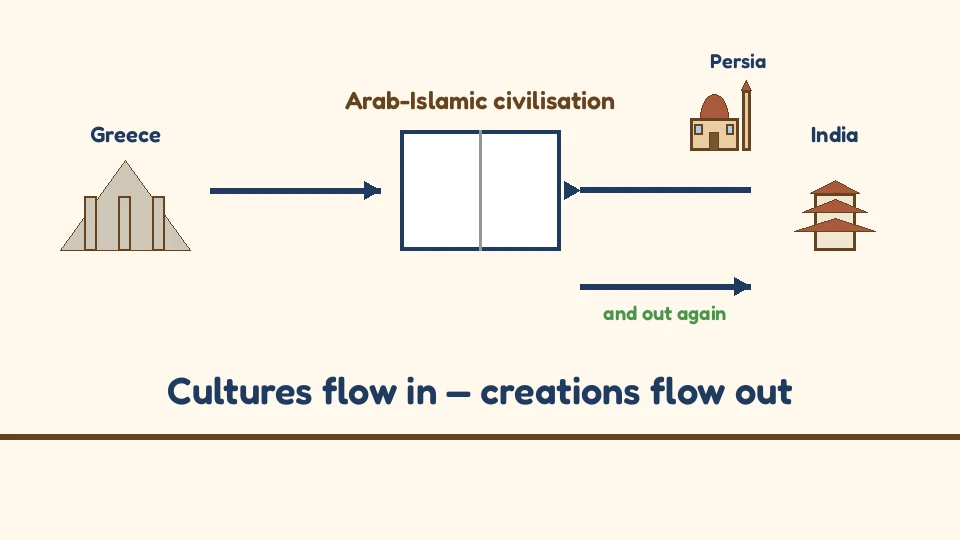 Persia
Arab-Islamic civilisation
Greece
India
and out again
Cultures flow in — creations flow out